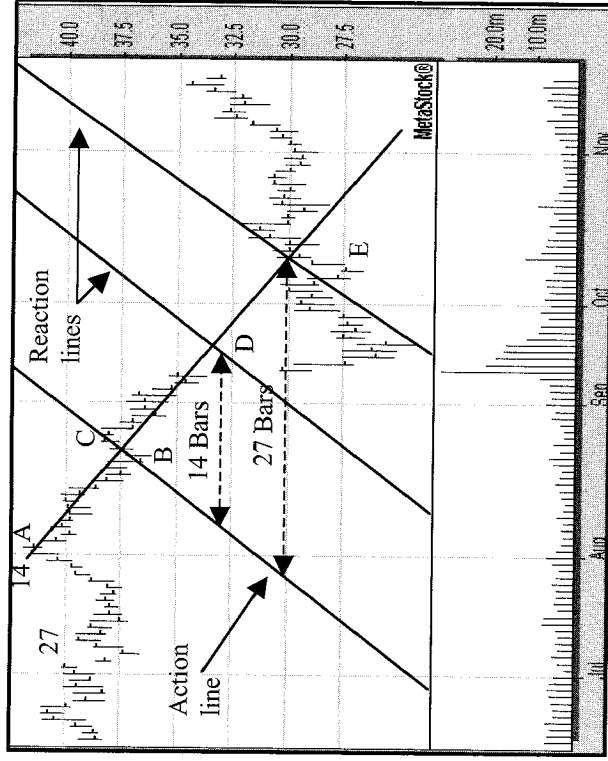 Reaction
lines
14
A
27
C
B
D
E
14 Bars
27 Bars
Action
line
MetaStock®
40.0
37.5
35.0
32.5
30.0
27.5
20.0m
10.0m
Jul
Aug
Sep
Oct
Nov